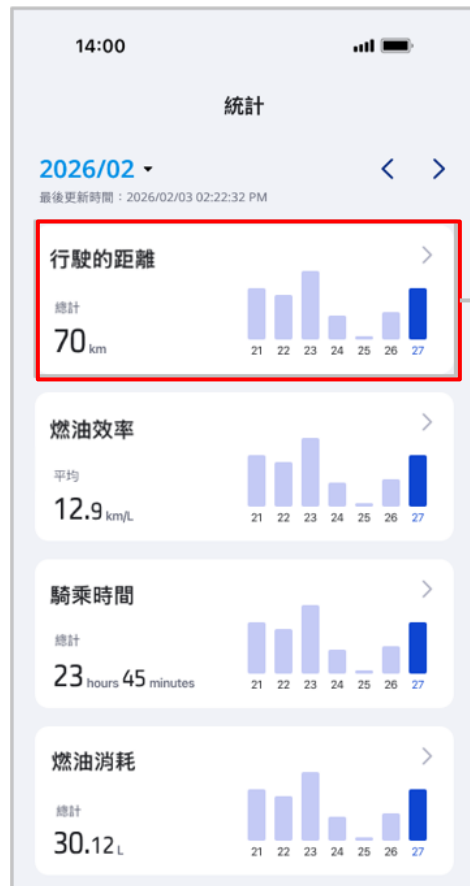 14:00
統計
2026/02
最後更新時間：2026/02/03 02:22:32 PM
行駛的距離
總計
70 km
21 22 23 24 25 26 27
燃油效率
平均
12.9 km/L
21 22 23 24 25 26 27
騎乘時間
總計
23 hours 45 minutes
21 22 23 24 25 26 27
燃油消耗
總計
30.12 L
21 22 23 24 25 26 27